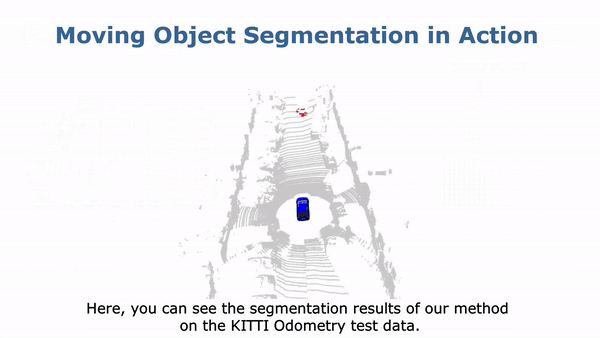 Moving Object Segmentation in Action
Here, you can see the segmentation results of our method
on the KITTI Odometry test data.